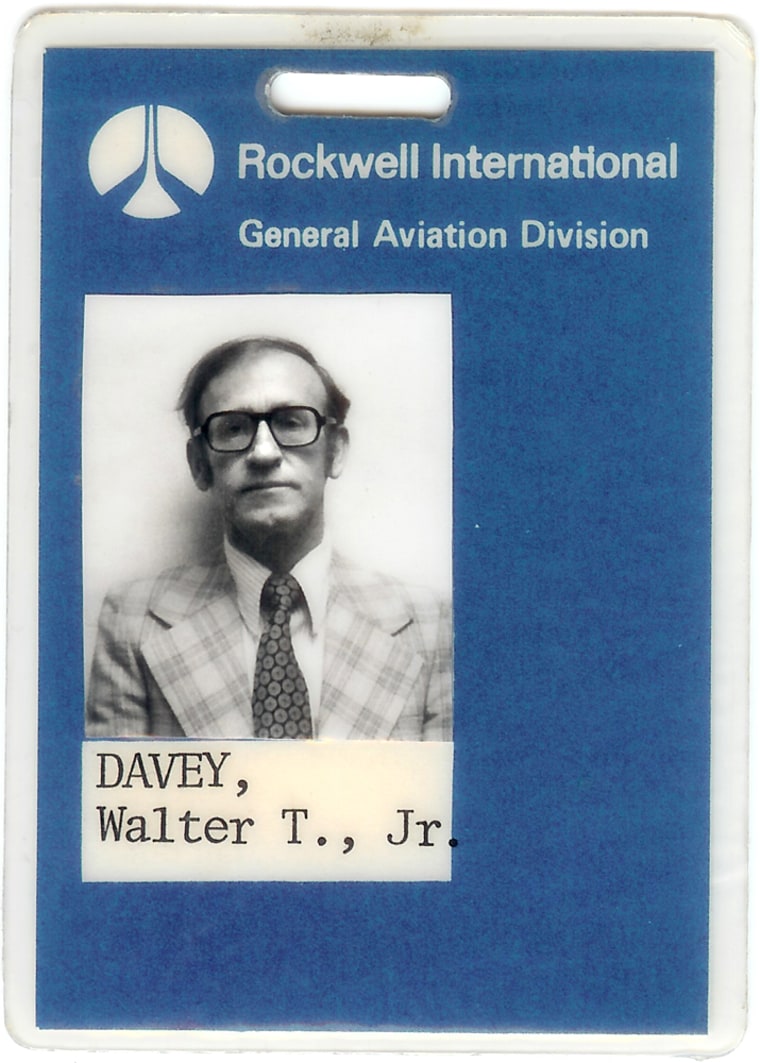 Rockwell International
General Aviation Division
DAVEY,
Walter T., Jr.